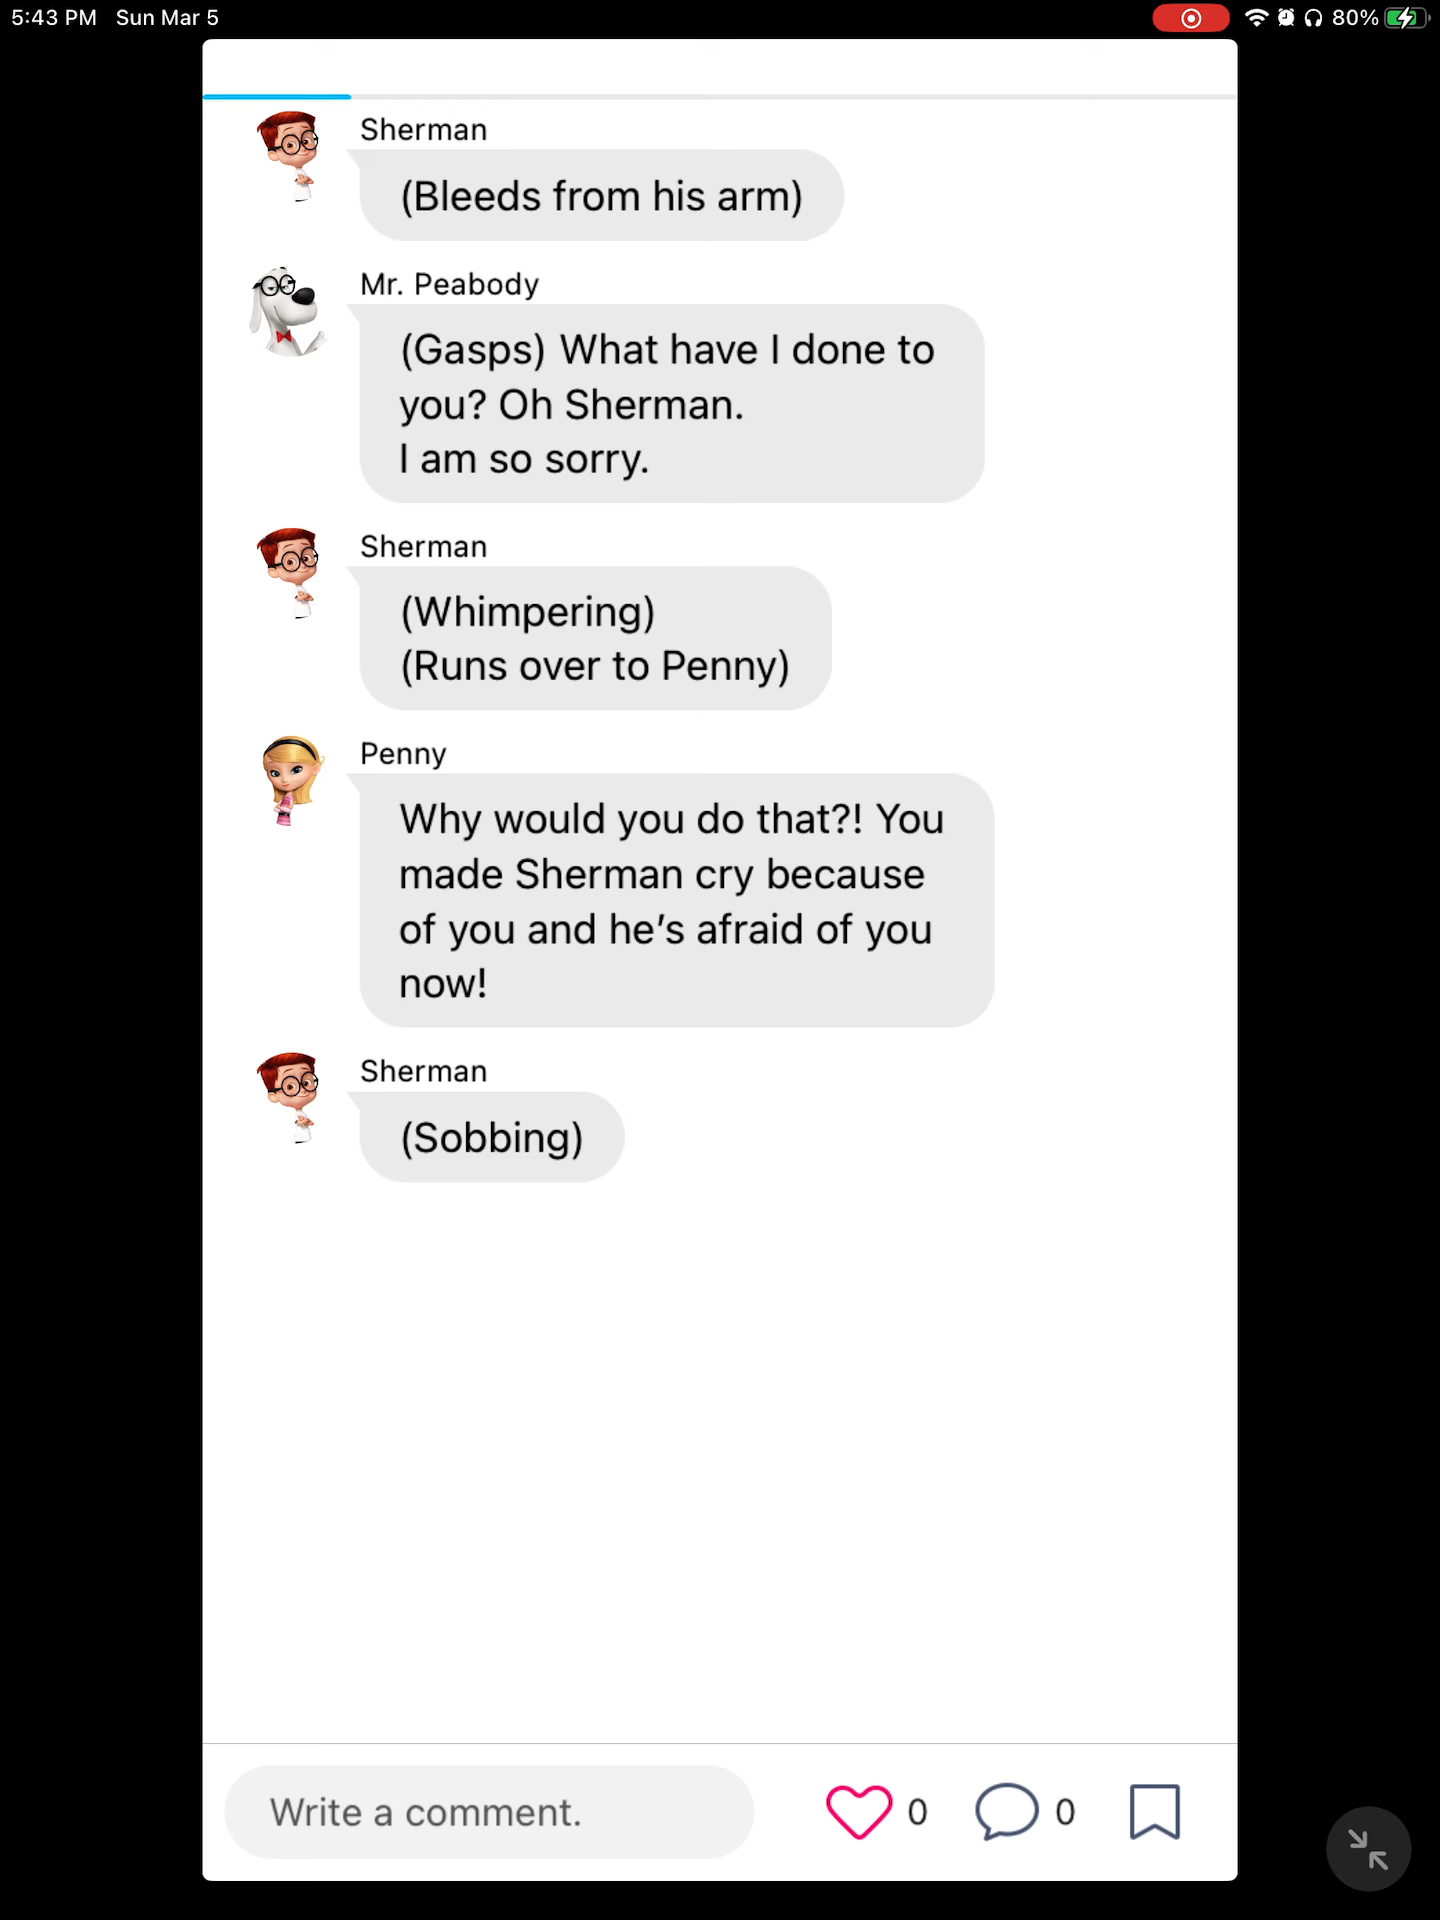 5:43 PM Sun Mar 5
80%
Sherman
(Bleeds from his arm)
Mr. Peabody
(Gasps) What have I done to
you? Oh Sherman.
I am so sorry.
Sherman
(Whimpering)
(Runs over to Penny)
Penny
Why would you do that?! You
made Sherman cry because
of you and he’s afraid of you
now!
Sherman
(Sobbing)
Write a comment.
0
0